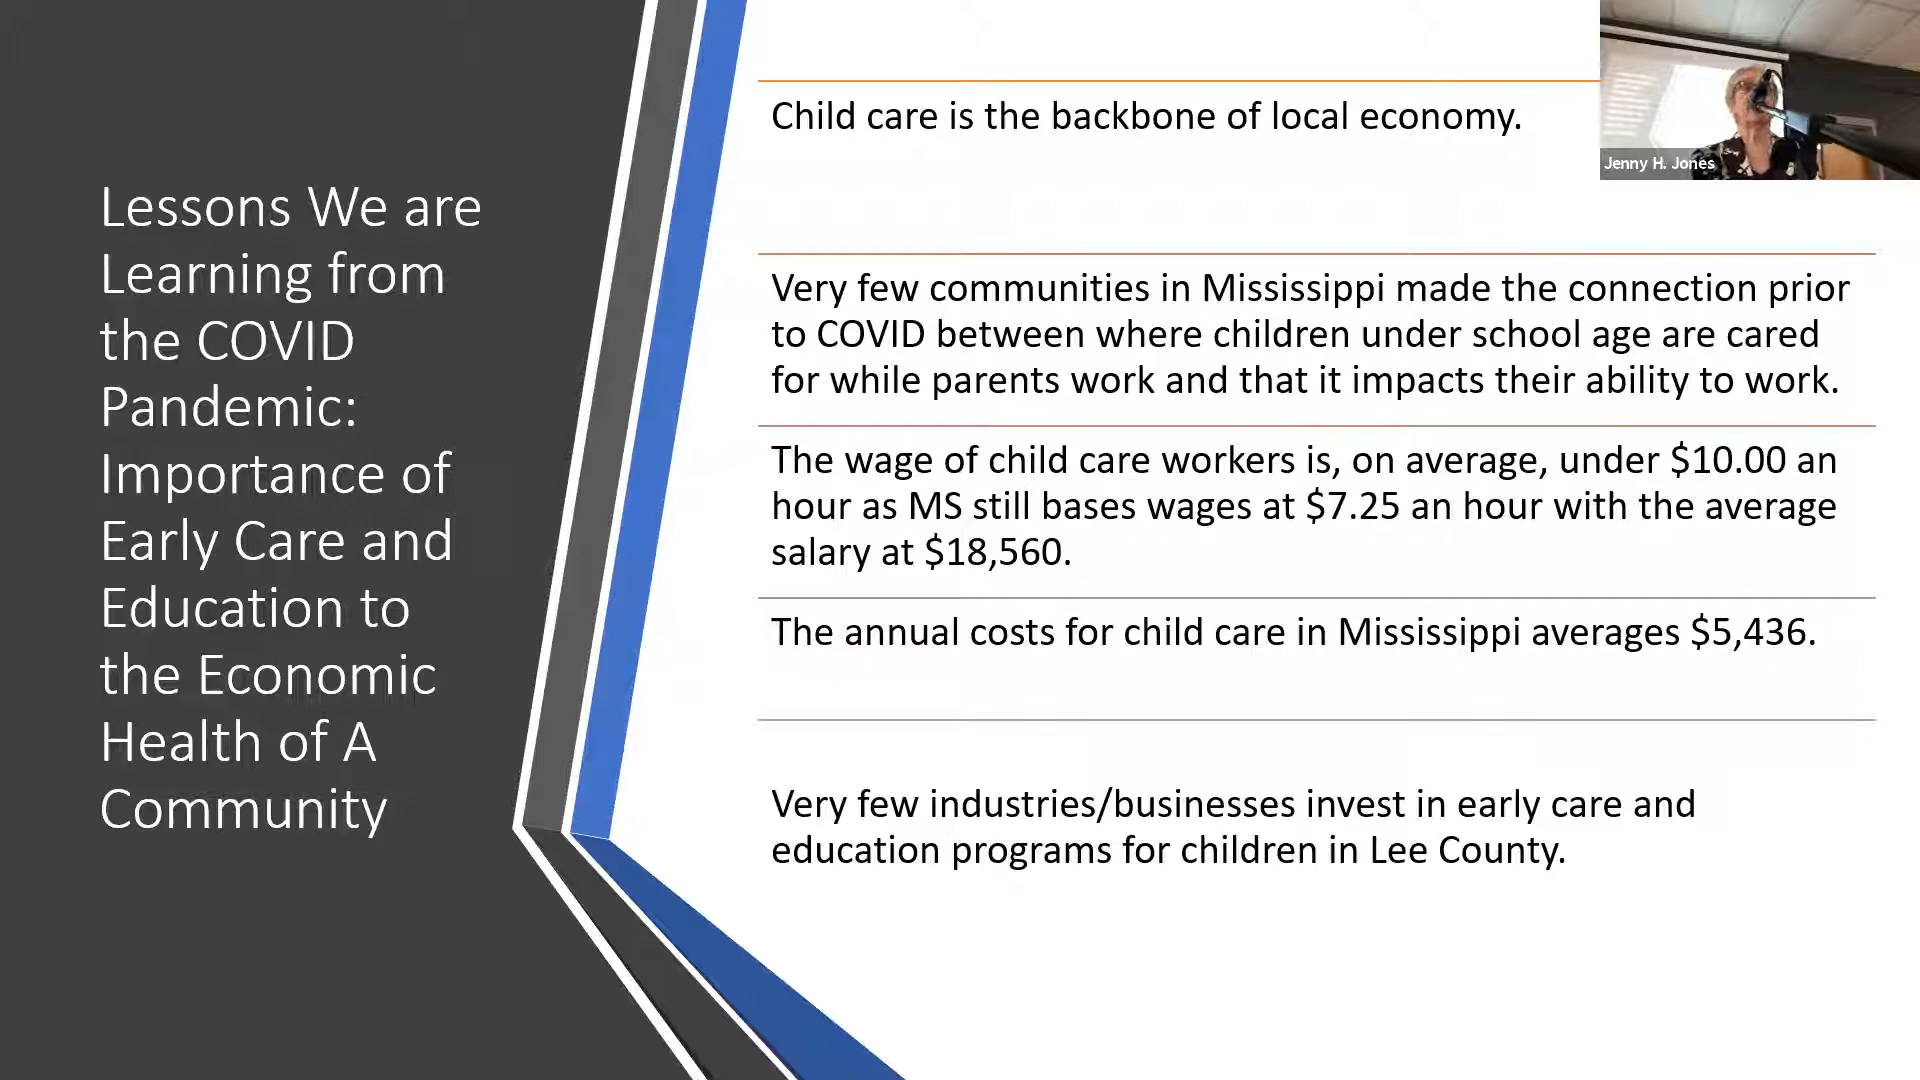 Lessons We are
Learning from
the COVID
Pandemic:
Importance of
Early Care and
Education to
the Economic
Health of A
Community
Child care is the backbone of local economy.
Very few communities in Mississippi made the connection prior
to COVID between where children under school age are cared
for while parents work and that it impacts their ability to work.
The wage of child care workers is, on average, under $10.00 an
hour as MS still bases wages at $7.25 an hour with the average
salary at $18,560.
The annual costs for child care in Mississippi averages $5,436.
Very few industries/businesses invest in early care and
education programs for children in Lee County.
Jenny H. Jones